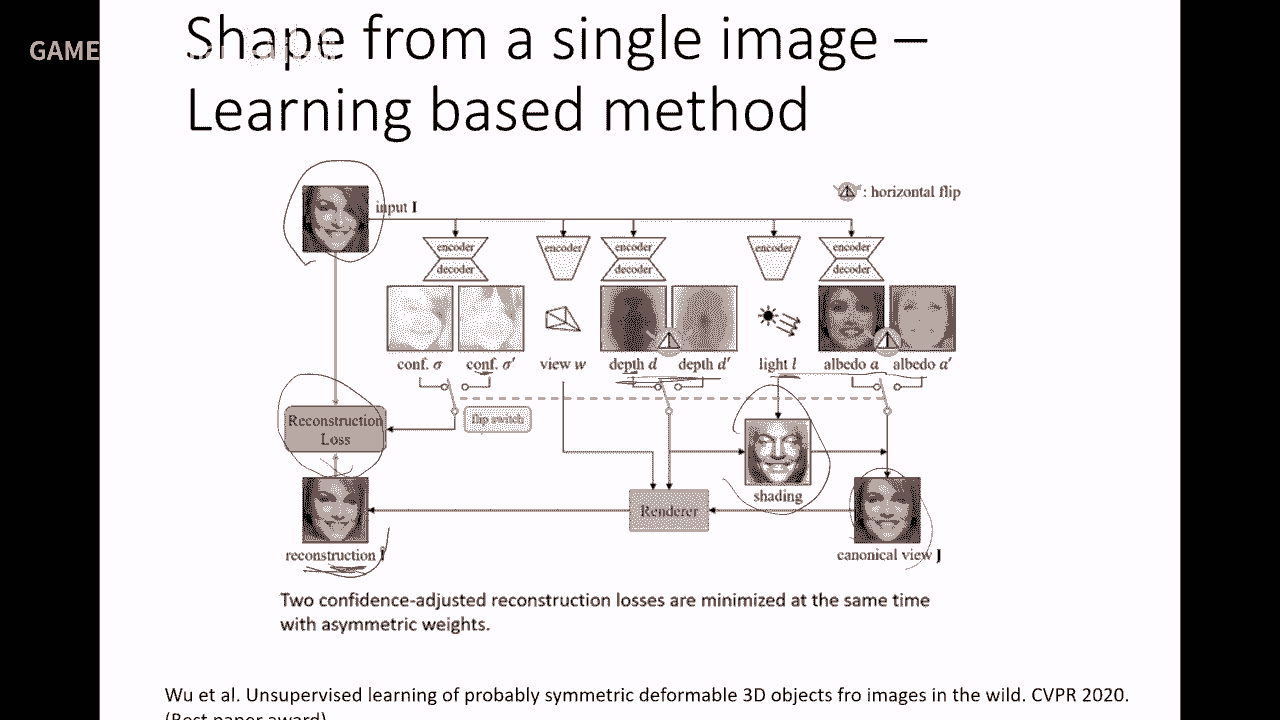 GAME
Shape from a single image –
Learning based method
input I
: horizontal flip
encoder encoder encoder encoder encoder
decoder decoder decoder
conf. σ conf. σ′ view w depth d depth d′ light l albedo a albedo a′
flip switch
Reconstruction
Loss
shading
Renderer
reconstruction Î
canonical view J
Two confidence-adjusted reconstruction losses are minimized at the same time
with asymmetric weights.
Wu et al. Unsupervised learning of probably symmetric deformable 3D objects fro images in the wild. CVPR 2020.
(Best paper award)